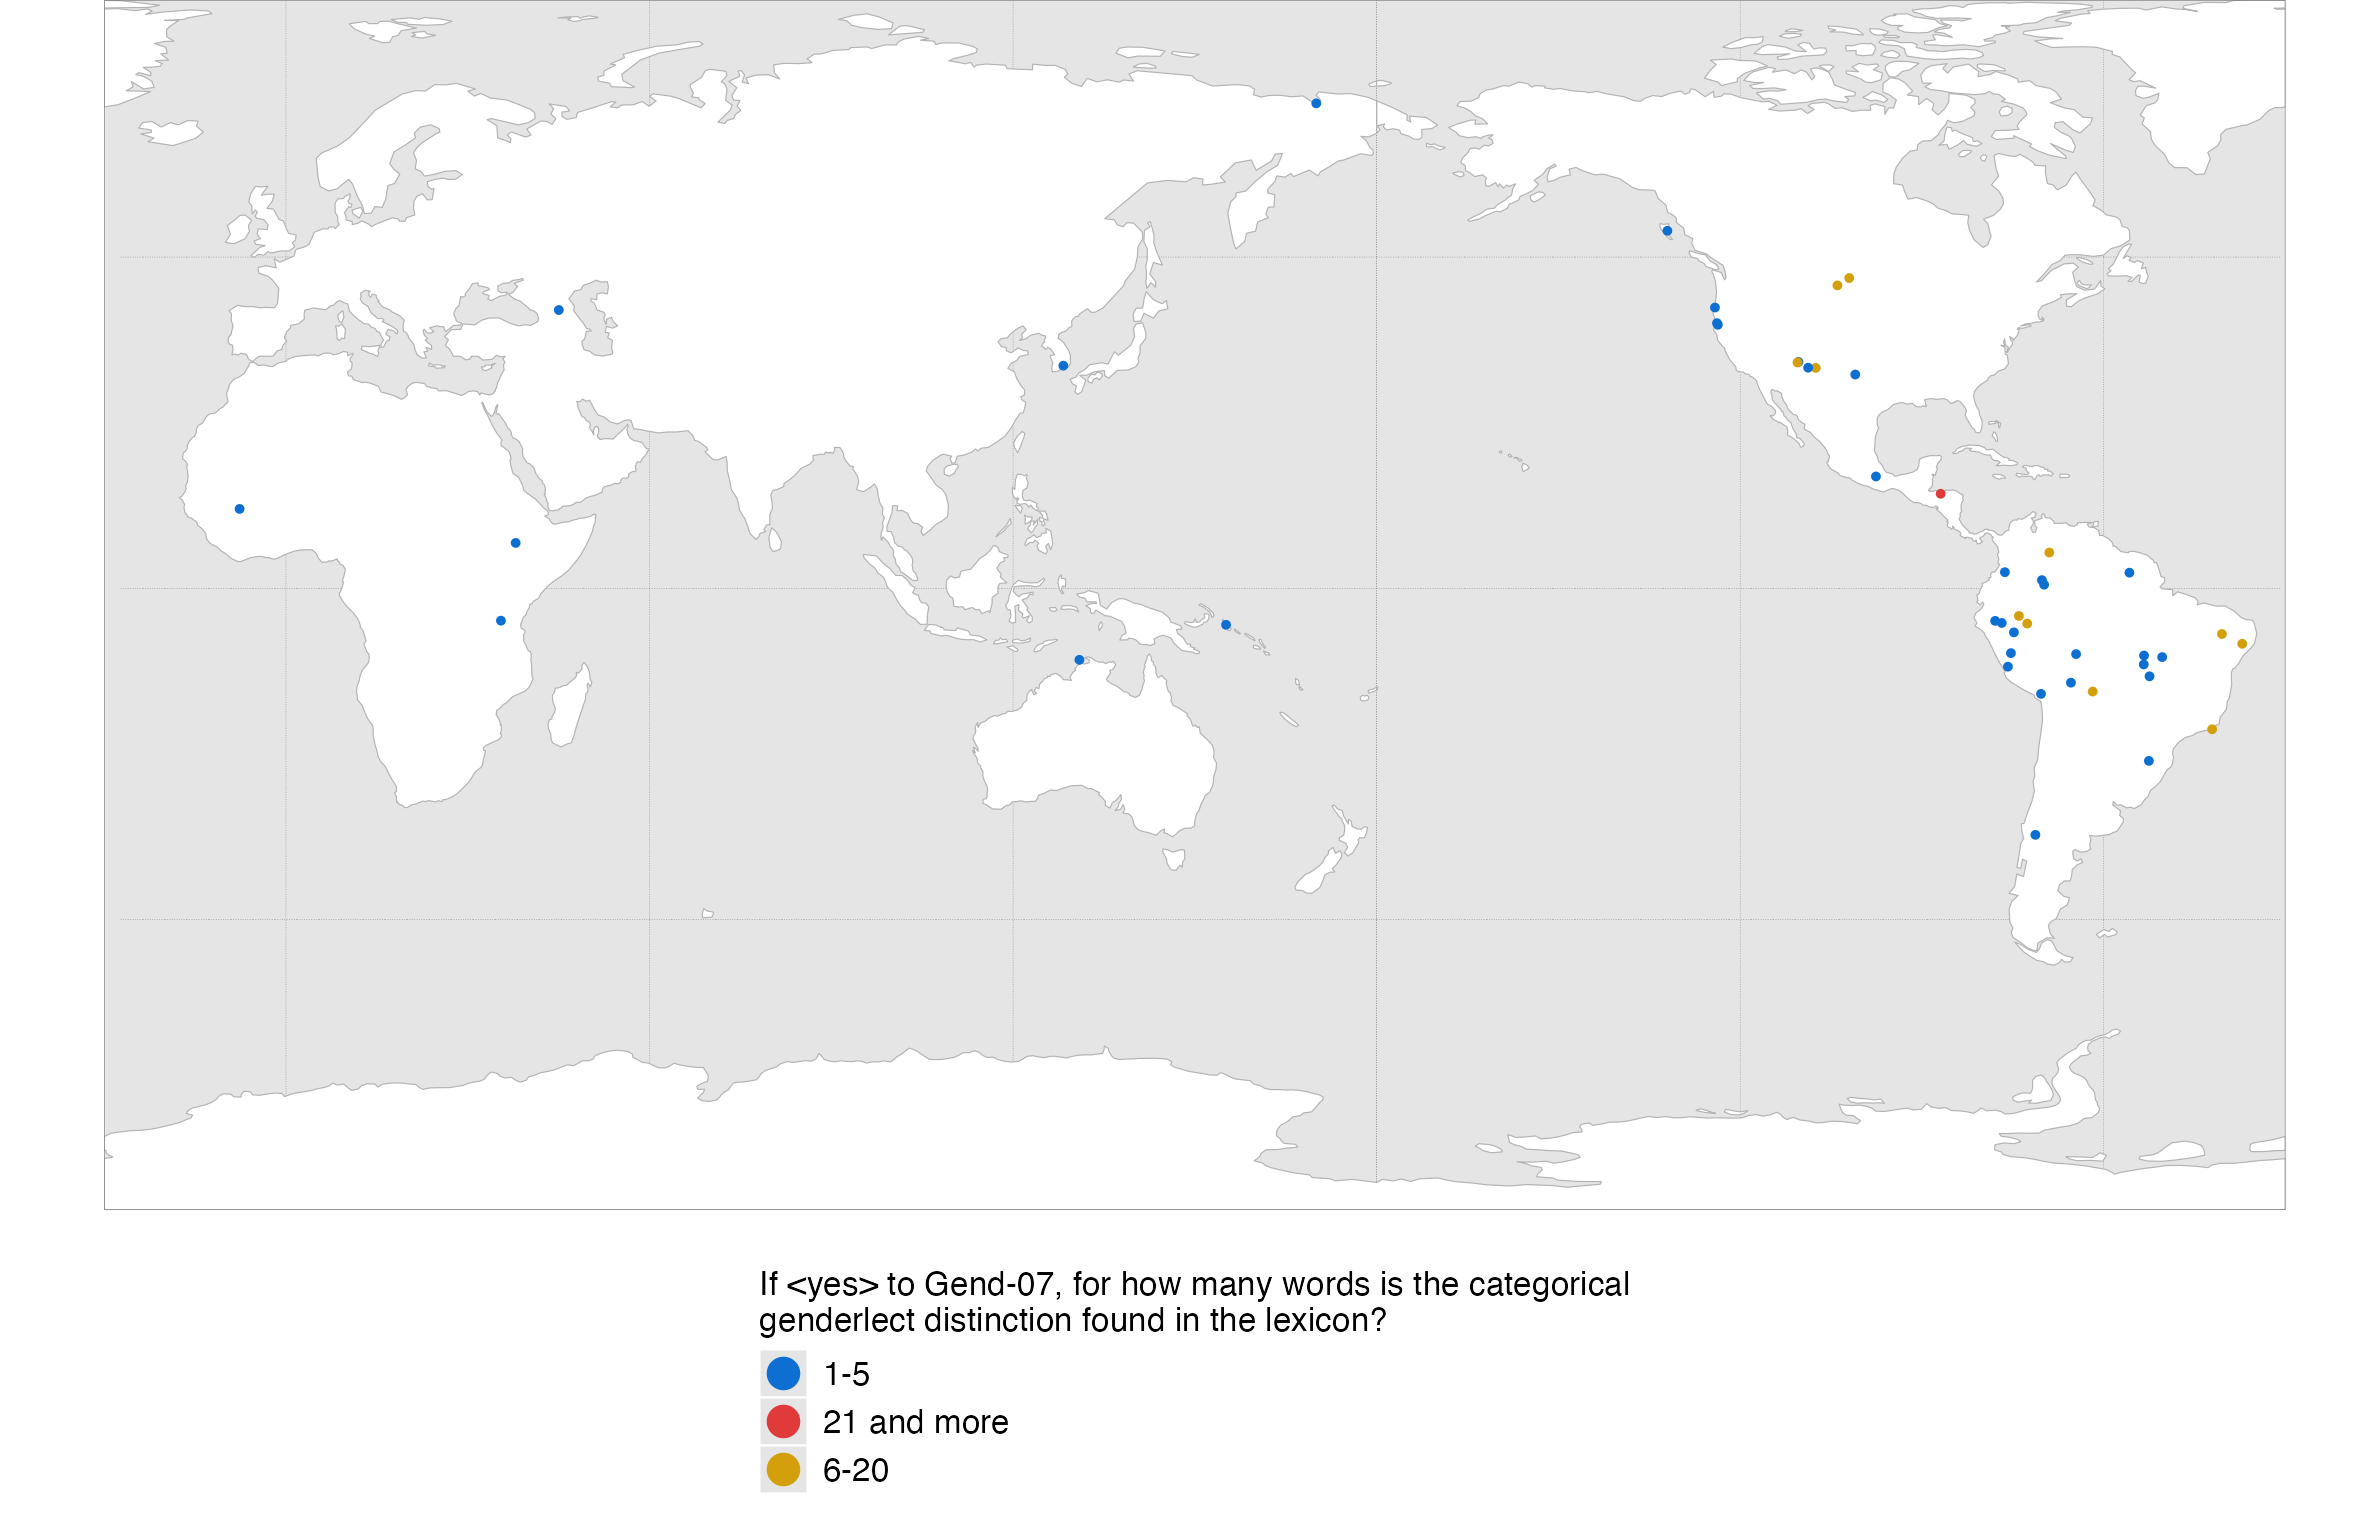 If <yes> to Gend-07, for how many words is the categorical
genderlect distinction found in the lexicon?
1-5
21 and more
6-20